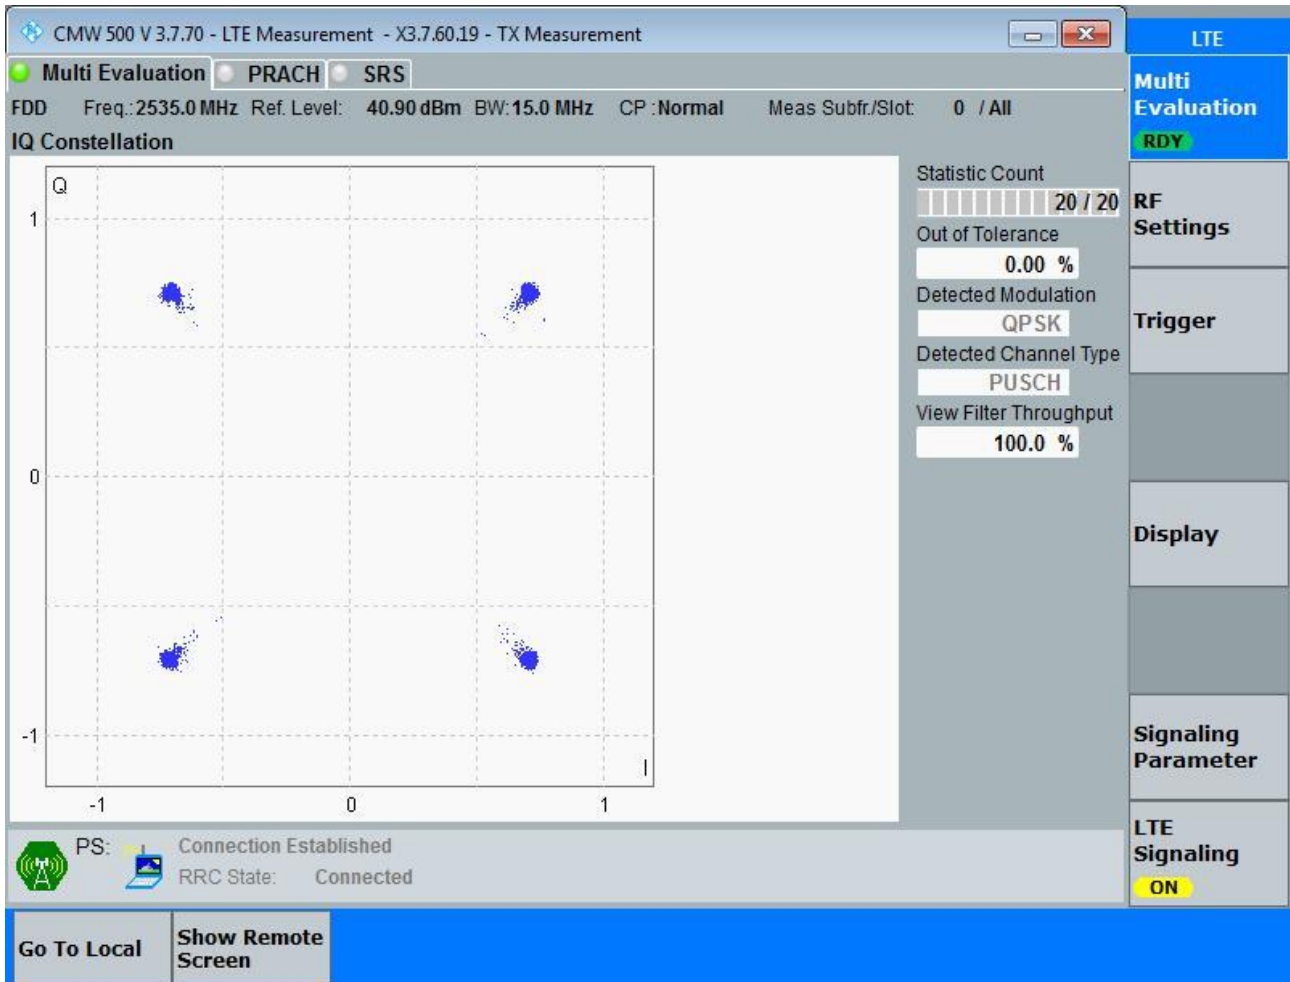 CMW 500 V 3.7.70 - LTE Measurement - X3.7.60.19 - TX Measurement
LTE
Multi Evaluation PRACH SRS
FDD Freq.: 2535.0 MHz Ref. Level: 40.90 dBm BW: 15.0 MHz CP : Normal Meas Subfr./Slot: 0 / All
IQ Constellation
Q
1
0
-1
I
-1 0 1
Statistic Count
20 / 20
Out of Tolerance
0.00 %
Detected Modulation
QPSK
Detected Channel Type
PUSCH
View Filter Throughput
100.0 %
Multi
Evaluation
RDY
RF
Settings
Trigger
Display
Signaling
Parameter
LTE
Signaling
ON
PS: Connection Established
RRC State: Connected
Go To Local
Show Remote
Screen